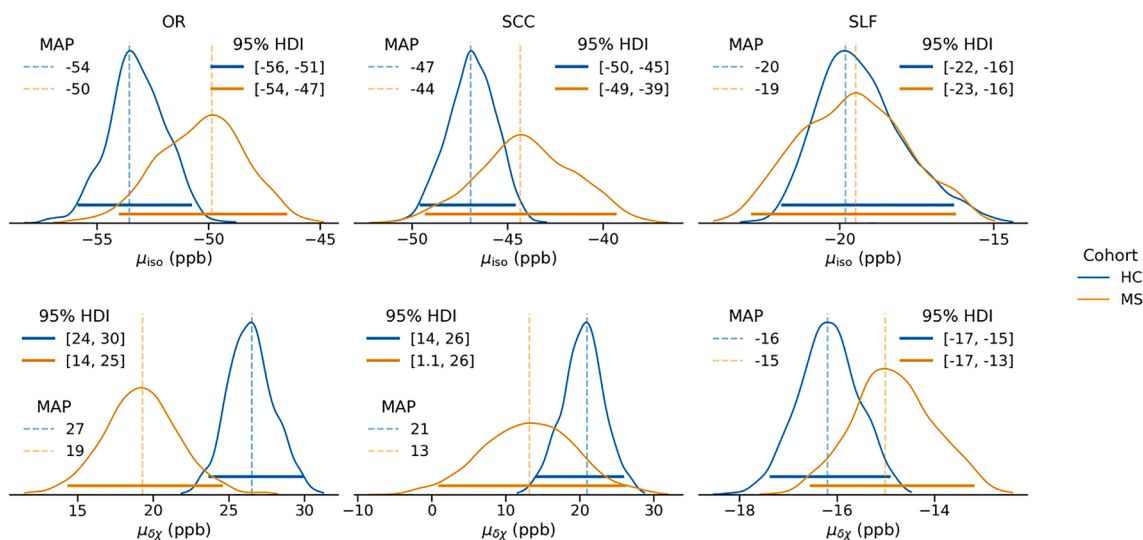 OR
MAP
-54
-50
95% HDI
[-56, -51]
[-54, -47]
−55
−50
−45
μiso (ppb)
SCC
MAP
-47
-44
95% HDI
[-50, -45]
[-49, -39]
−50
−45
−40
μiso (ppb)
SLF
MAP
-20
-19
95% HDI
[-22, -16]
[-23, -16]
−20
−15
μiso (ppb)
Cohort
HC
MS
95% HDI
[24, 30]
[14, 25]
MAP
27
19
15
20
25
30
μδχ (ppb)
95% HDI
[14, 26]
[1.1, 26]
MAP
21
13
−10
0
10
20
30
μδχ (ppb)
MAP
-16
-15
95% HDI
[-17, -15]
[-17, -13]
−18
−16
−14
μδχ (ppb)